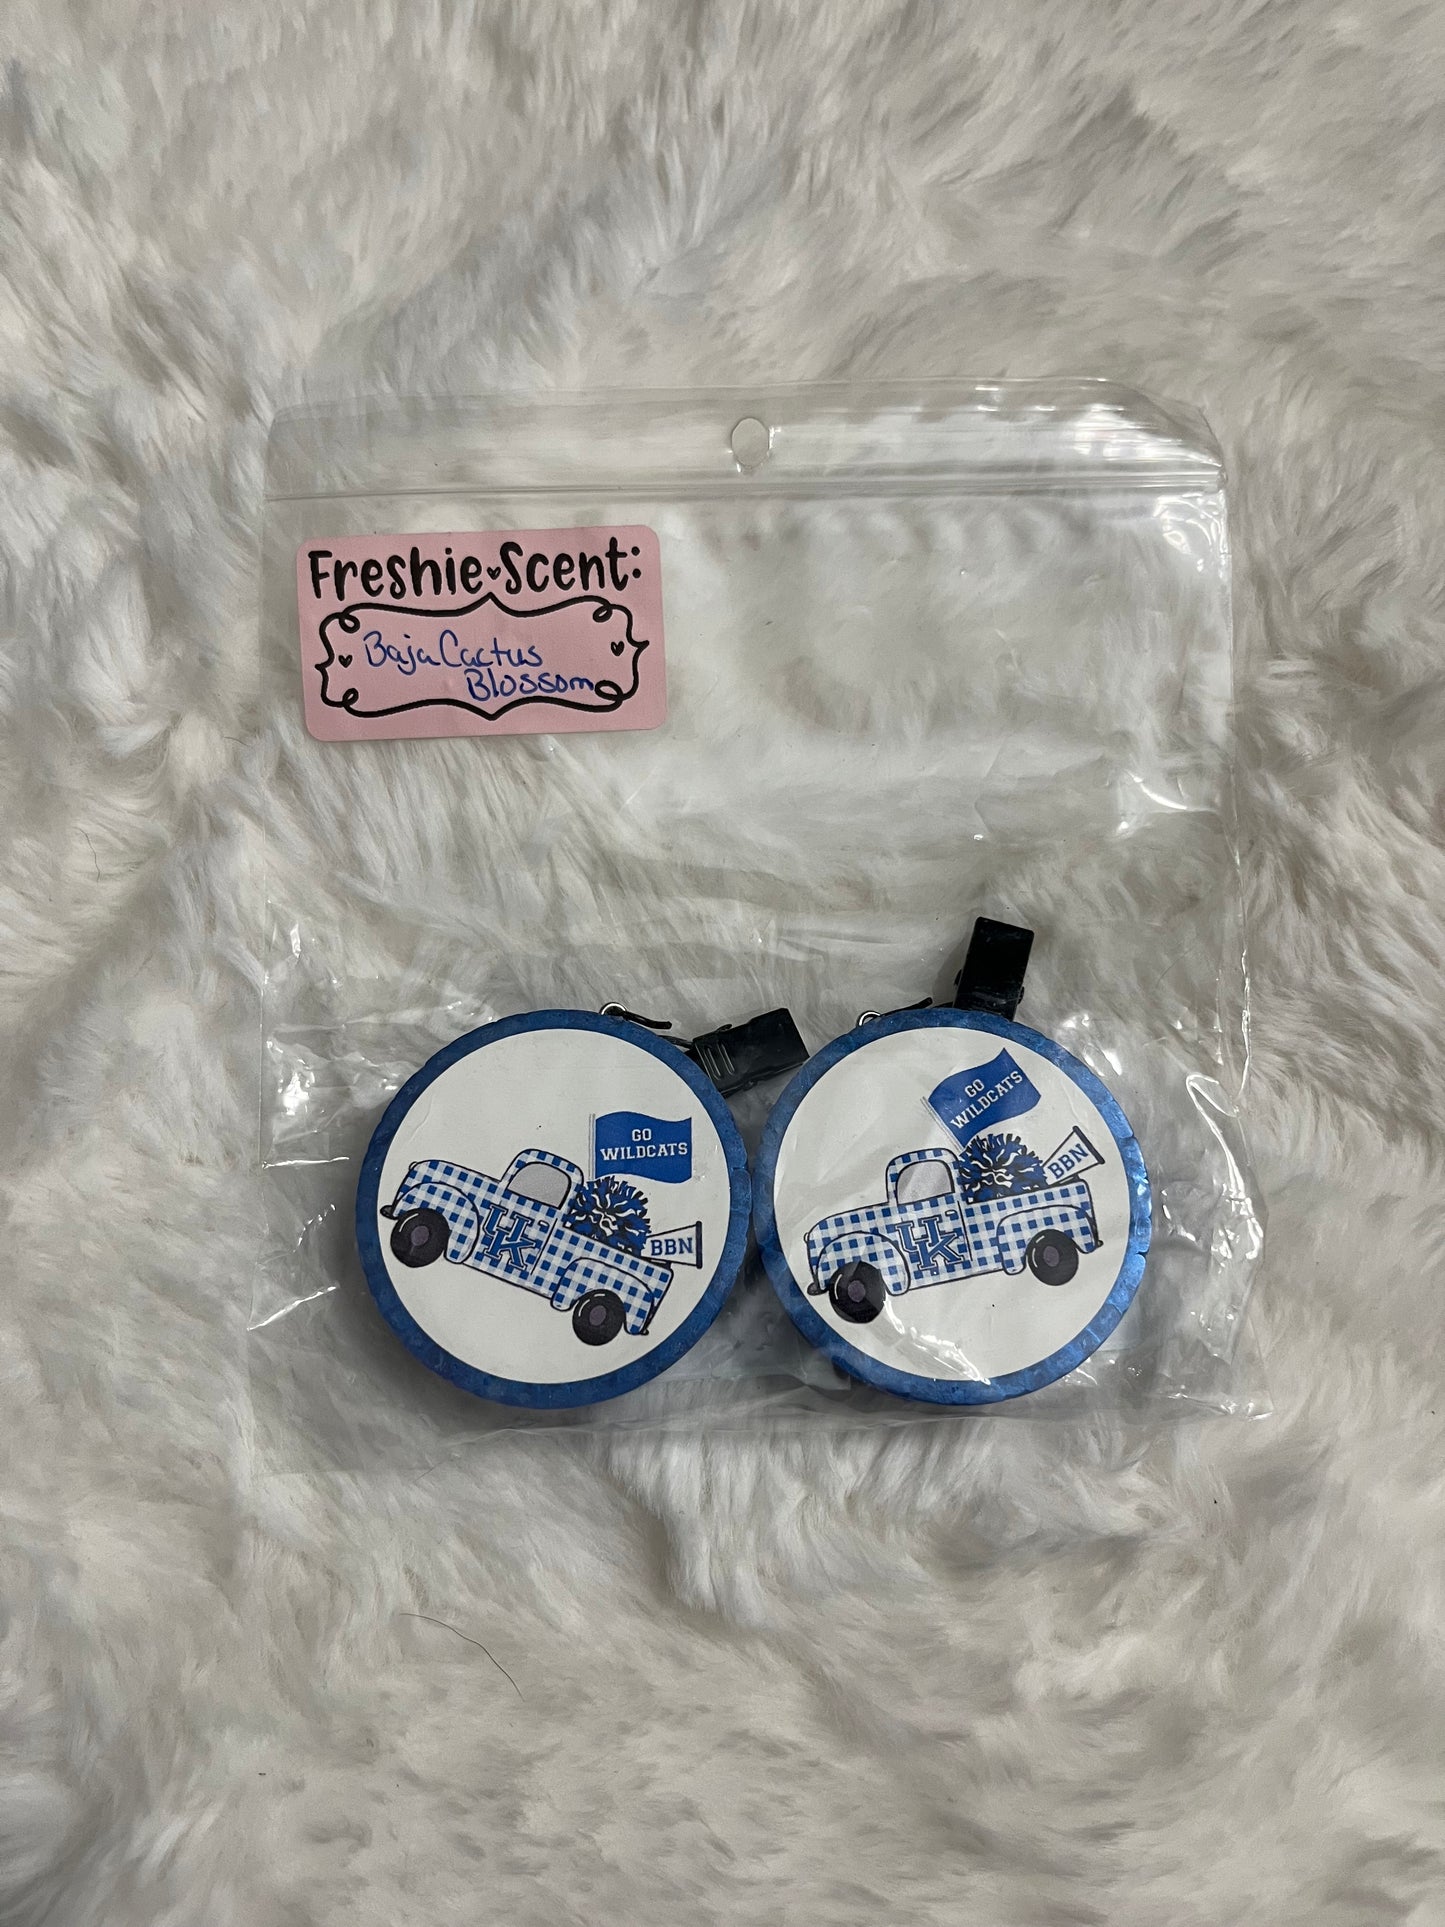 Freshie Scent:
Baja Cactus
Blossom
GO
WILDCATS
UK
BBN
GO
WILDCATS
UK
BBN